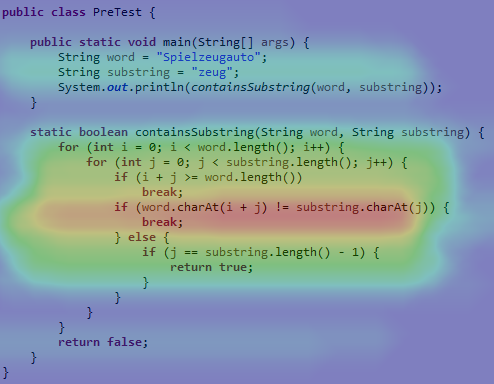 public class PreTest {
public static void main(String[] args) {
String word = "Spielzeugauto";
String substring = "zeug";
System.out.println(containsSubstring(word, substring));
}
static boolean containsSubstring(String word, String substring) {
for (int i = 0; i < word.length(); i++) {
for (int j = 0; j < substring.length(); j++) {
if (i + j >= word.length())
break;
if (word.charAt(i + j) != substring.charAt(j)) {
break;
} else {
if (j == substring.length() - 1) {
return true;
}
}
}
}
return false;
}
}